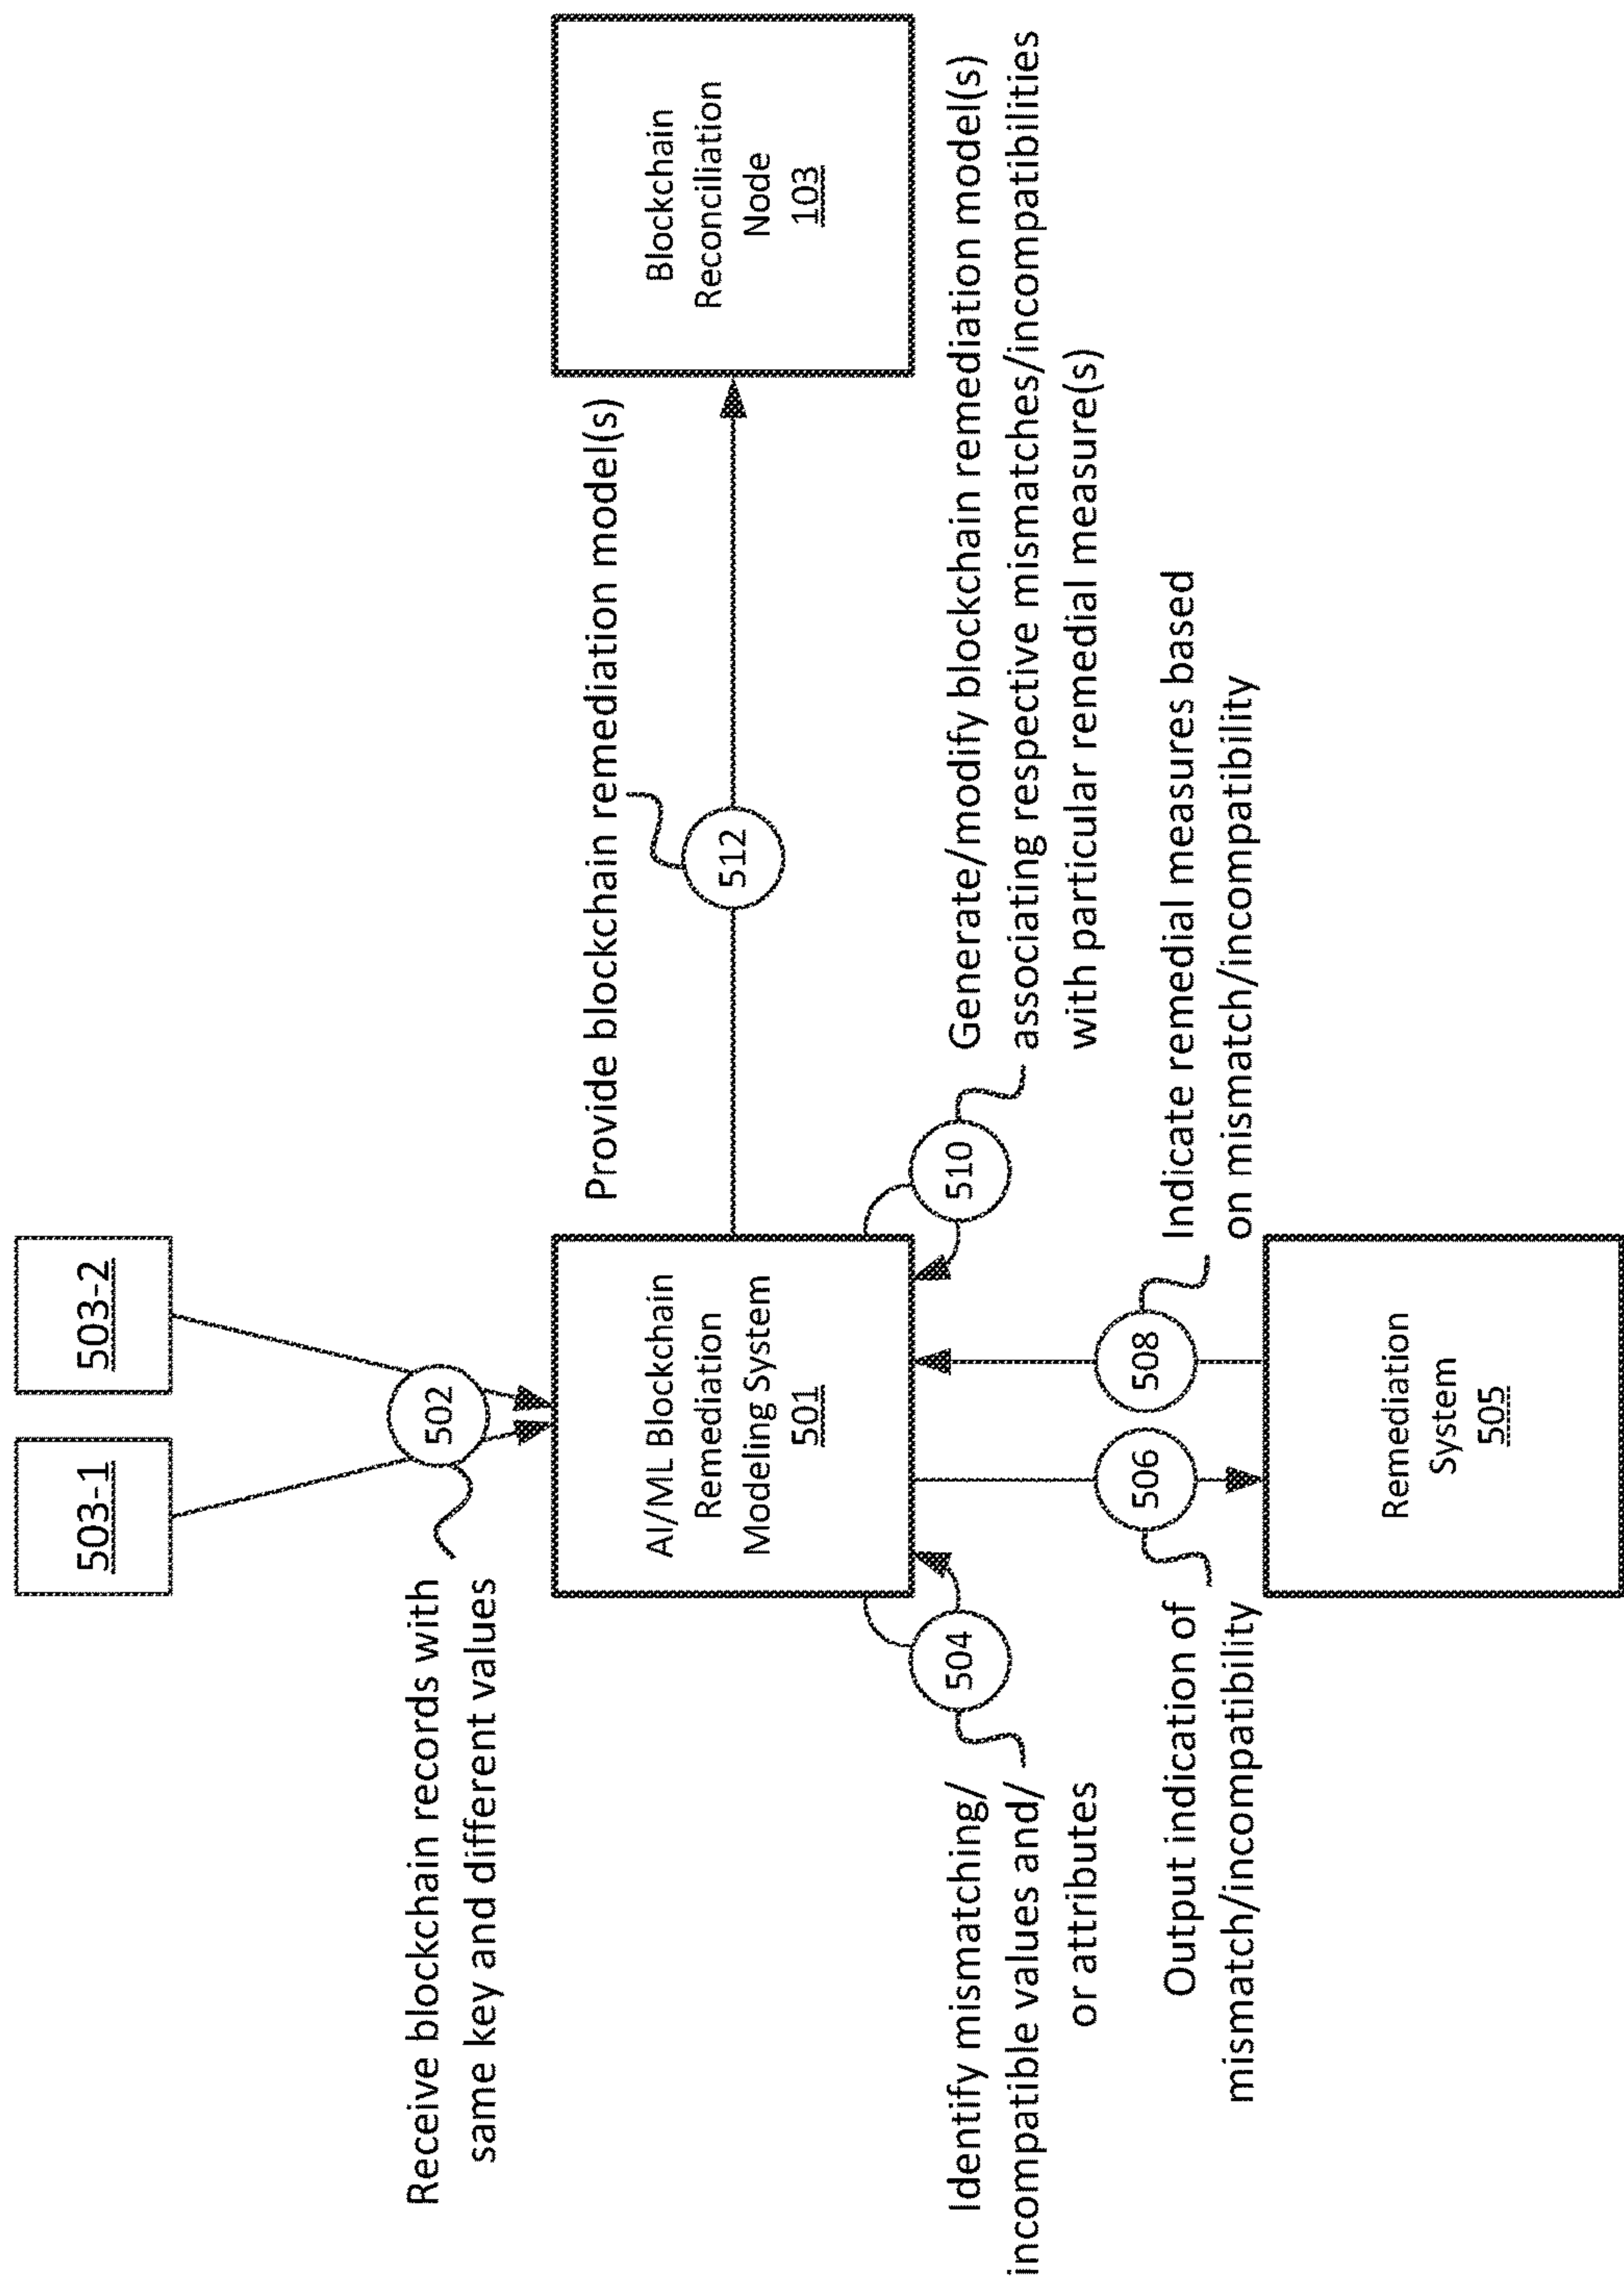 503-1
503-2
Receive blockchain records with
same key and different values
502
AI/ML Blockchain
Remediation
Modeling System
501
Provide blockchain remediation model(s)
512
Blockchain
Reconciliation
Node
103
504
Identify mismatching/
incompatible values and/
or attributes
510
Generate/modify blockchain remediation model(s)
associating respective mismatches/incompatibilities
with particular remedial measure(s)
506
Output indication of
mismatch/incompatibility
508
Indicate remedial measures based
on mismatch/incompatibility
Remediation
System
505